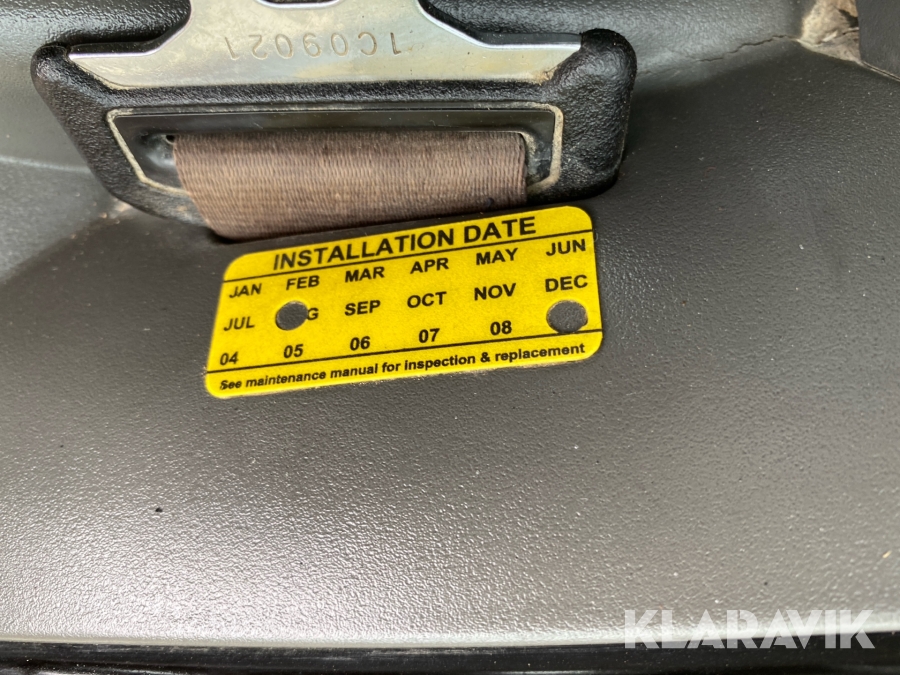 1C09021
INSTALLATION DATE
JAN FEB MAR APR MAY JUN
JUL G SEP OCT NOV DEC
04 05 06 07 08
See maintenance manual for inspection & replacement
KLARAVIK